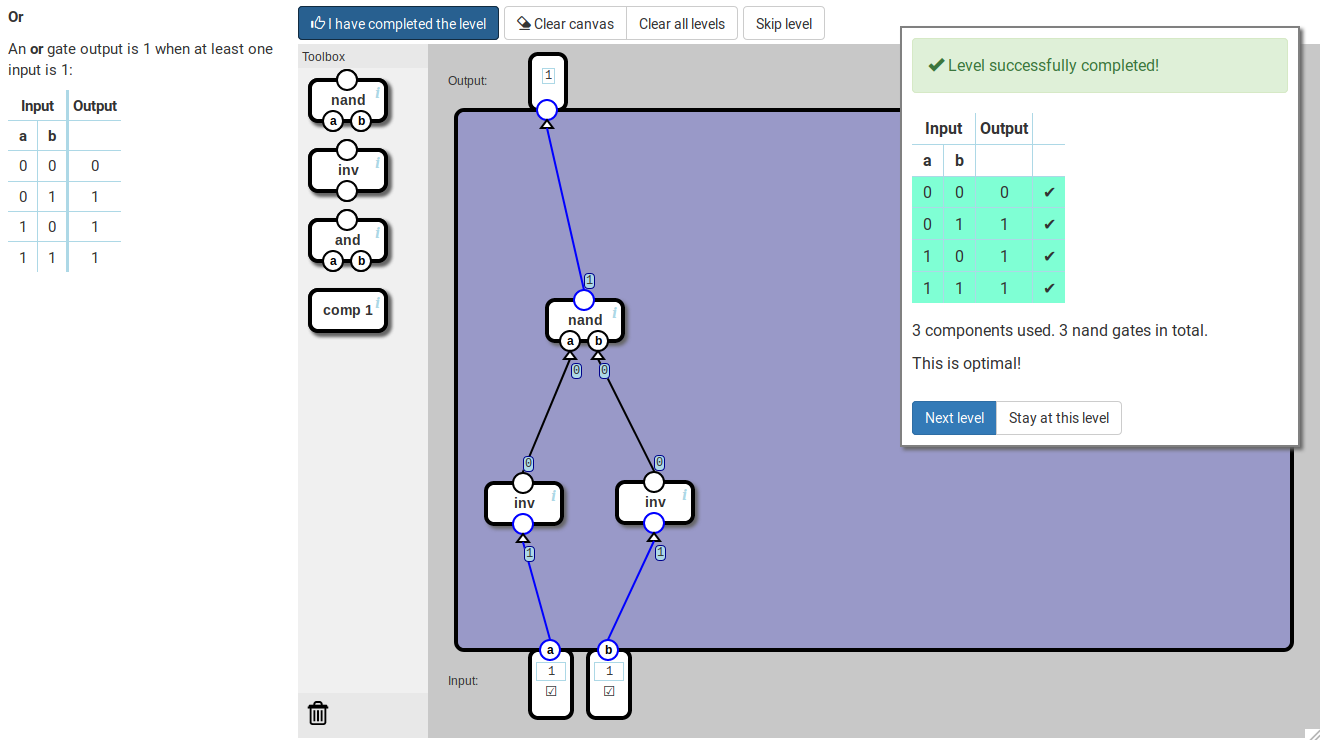 Or
An or gate output is 1 when at least one
input is 1:
Input Output
a b
0 0 0
0 1 1
1 0 1
1 1 1
I have completed the level
Clear canvas
Clear all levels
Skip level
Toolbox
nand i
a b
inv i
and i
a b
comp 1 i
Output:
1
1
nand i
a b
0 0
0 0
inv i
inv i
1 1
a b
Input:
1 1
Level successfully completed!
Input Output
a b
0 0 0 ✔
0 1 1 ✔
1 0 1 ✔
1 1 1 ✔
3 components used. 3 nand gates in total.
This is optimal!
Next level
Stay at this level